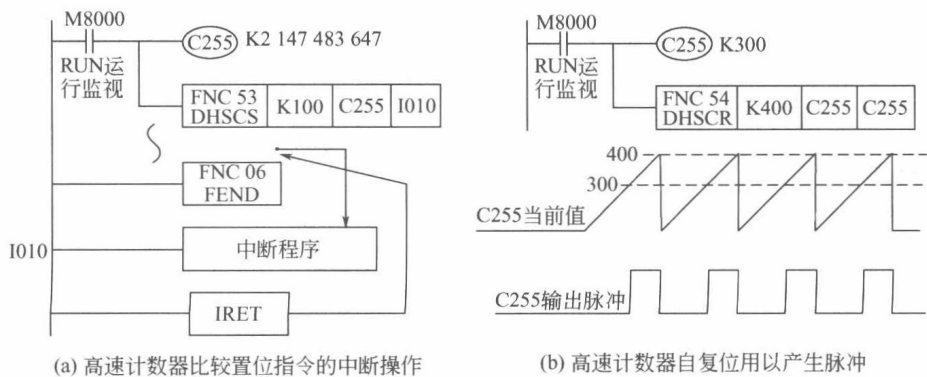 M8000
C255 K2 147 483 647
RUN运
行监视
FNC 53
DHSCS
K100
C255
I010
FNC 06
FEND
I010
中断程序
IRET
(a) 高速计数器比较置位指令的中断操作
M8000
C255 K300
RUN运
行监视
FNC 54
DHSCR
K400
C255
C255
400
300
C255当前值
C255输出脉冲
(b) 高速计数器自复位用以产生脉冲